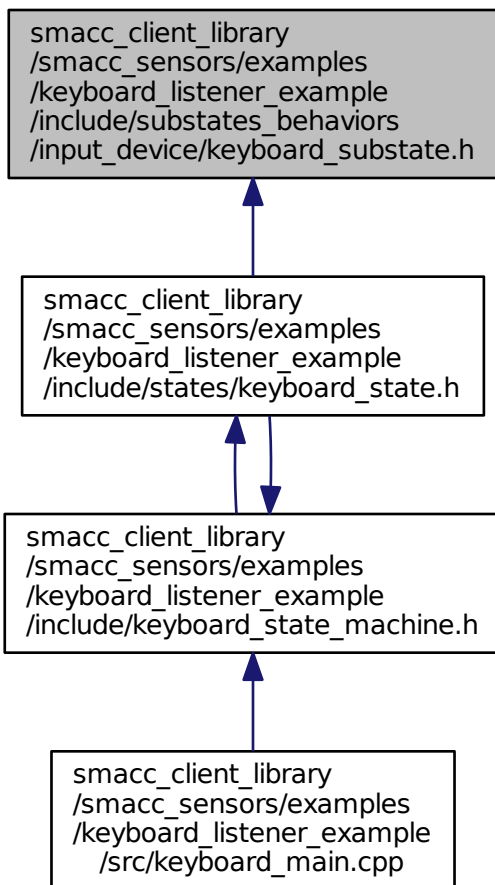 smacc_client_library
/smacc_sensors/examples
/keyboard_listener_example
/include/substates_behaviors
/input_device/keyboard_substate.h
smacc_client_library
/smacc_sensors/examples
/keyboard_listener_example
/include/states/keyboard_state.h
smacc_client_library
/smacc_sensors/examples
/keyboard_listener_example
/include/keyboard_state_machine.h
smacc_client_library
/smacc_sensors/examples
/keyboard_listener_example
/src/keyboard_main.cpp